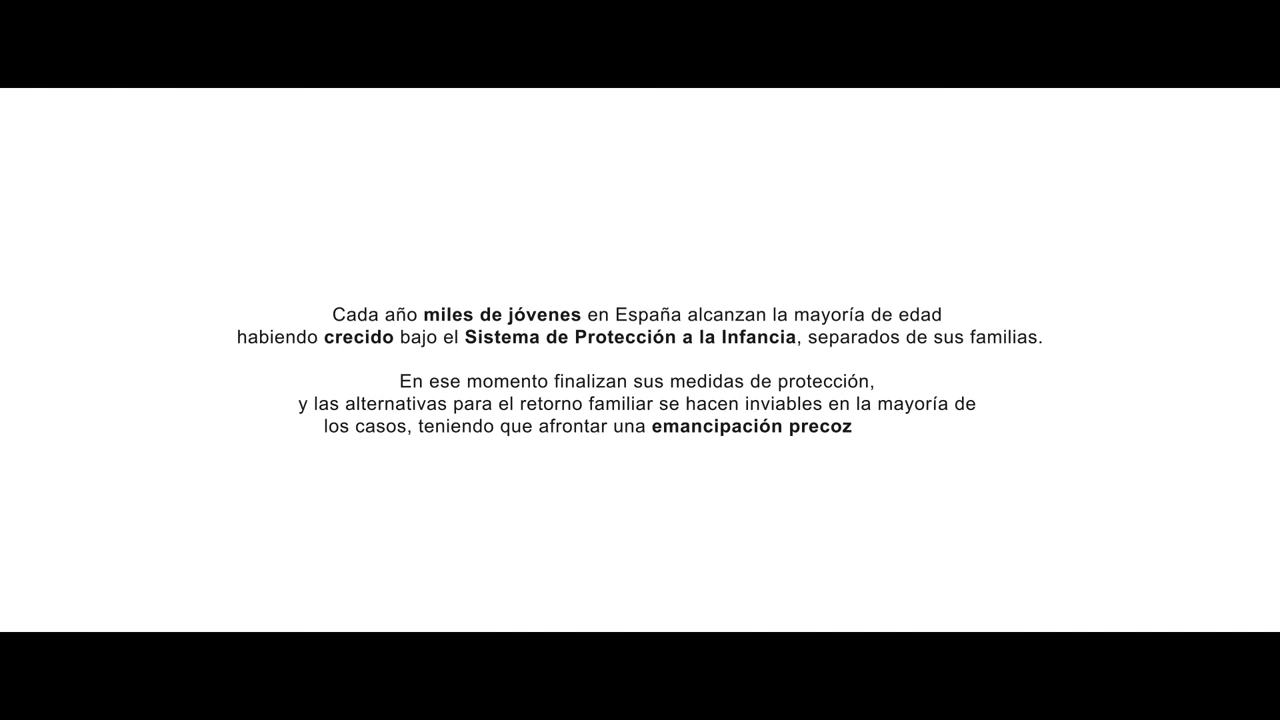 Cada año miles de jóvenes en España alcanzan la mayoría de edad
habiendo crecido bajo el Sistema de Protección a la Infancia, separados de sus familias.
En ese momento finalizan sus medidas de protección,
y las alternativas para el retorno familiar se hacen inviables en la mayoría de
los casos, teniendo que afrontar una emancipación precoz